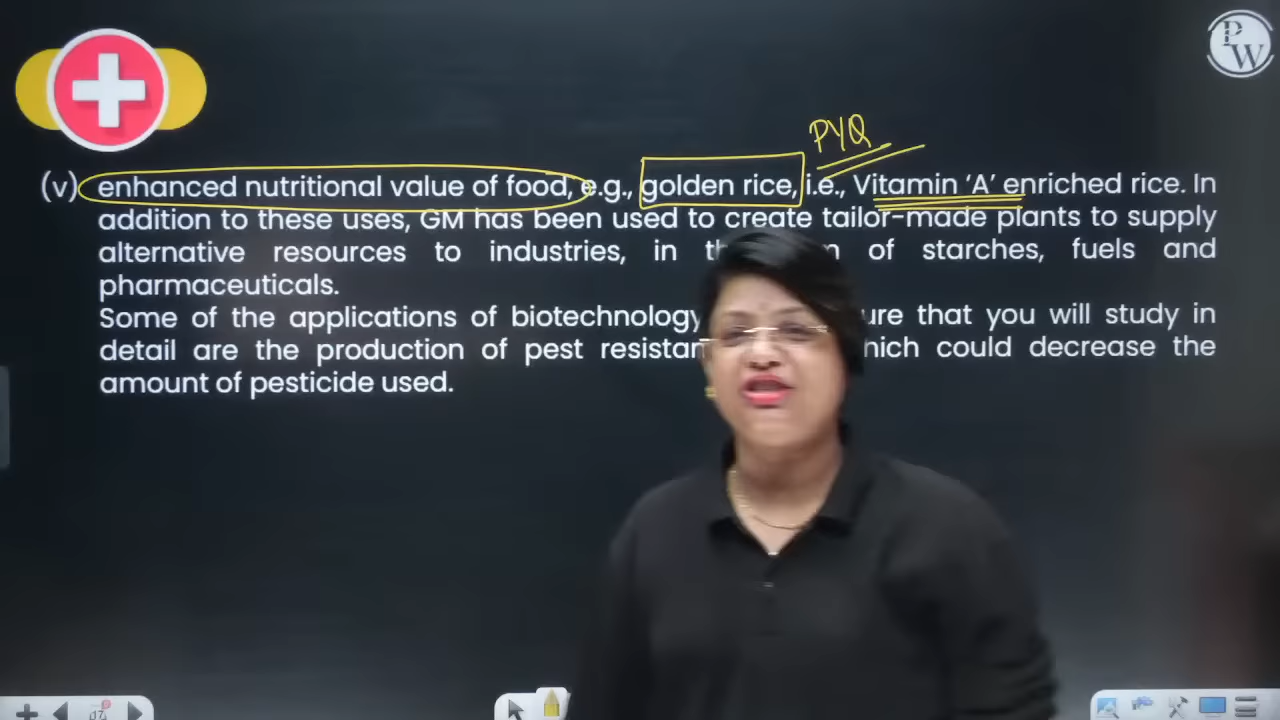 PW
PYQ
(v) enhanced nutritional value of food, e.g., golden rice, i.e., Vitamin ‘A’ enriched rice. In
addition to these uses, GM has been used to create tailor-made plants to supply
alternative resources to industries, in of starches, fuels and
pharmaceuticals.
Some of the applications of biotechnology that you will study in
detail are the production of pest could decrease the
amount of pesticide used.